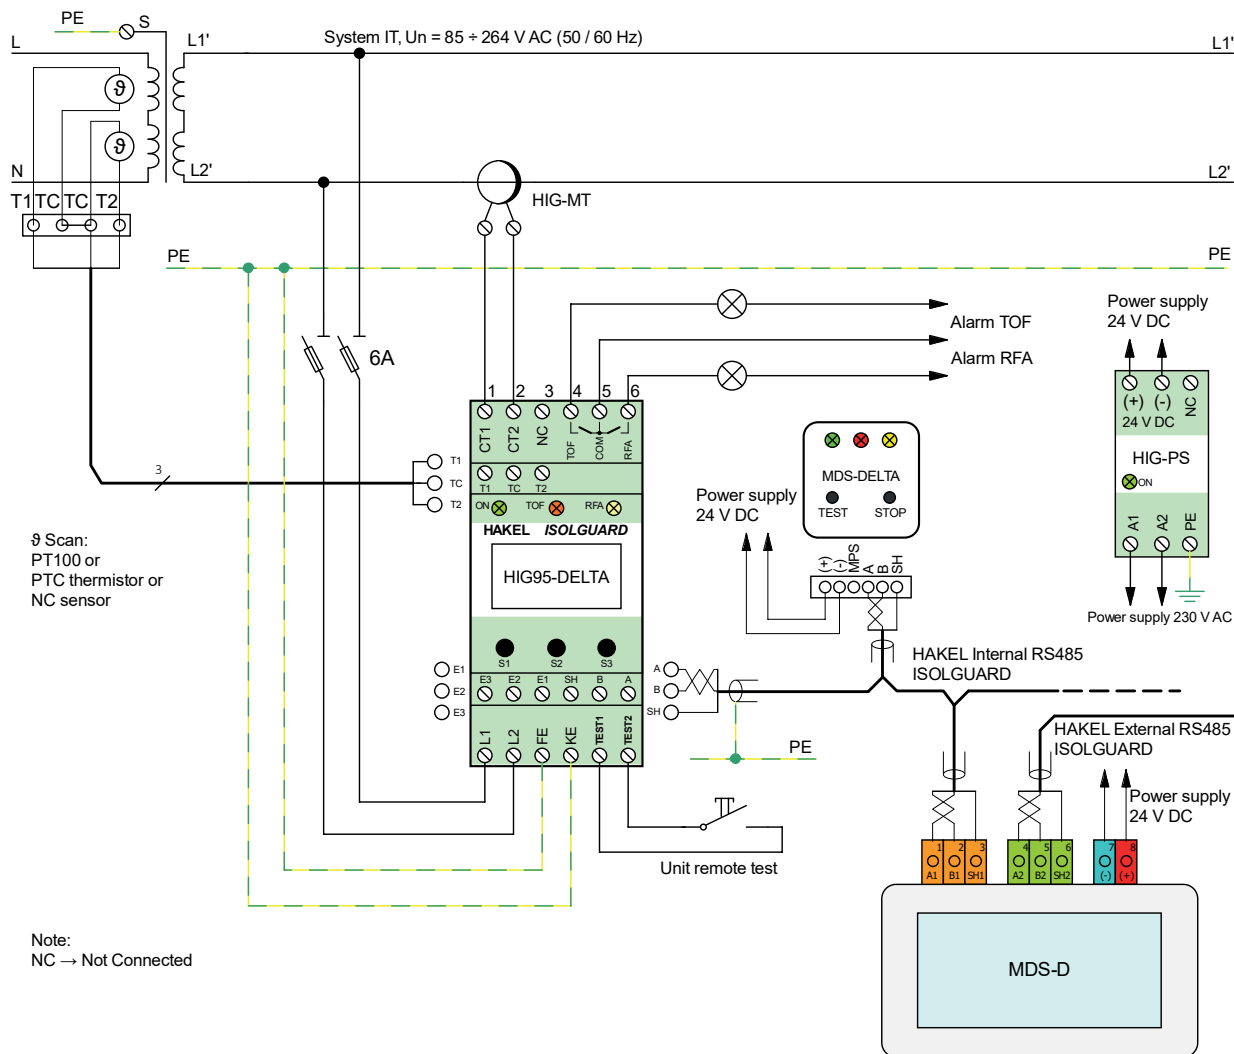 PE
S
L
L1'
System IT, Un = 85 ÷ 264 V AC (50 / 60 Hz)
L1'
ϑ
ϑ
N
L2'
L2'
T1 TC TC T2
HIG-MT
PE
PE
Power supply
24 V DC
Alarm TOF
Alarm RFA
6A
1 2 3 4 5 6
CT1 CT2 NC TOF COM RFA
T1 TC T2
T1
TC
T2
3
ON TOF RFA
HAKEL ISOLGUARD
HIG95-DELTA
S1 S2 S3
E3 E2 E1 SH B A
L1 L2 FE KE TEST1 TEST2
E1
E2
E3
A
B
SH
PE
Unit remote test
MDS-DELTA
TEST STOP
Power supply
24 V DC
(+) (-) MPS A B SH
(+) (-) NC
24 V DC
HIG-PS
ON
A1 A2 PE
Power supply 230 V AC
ϑ Scan:
PT100 or
PTC thermistor or
NC sensor
HAKEL Internal RS485
ISOLGUARD
HAKEL External RS485
ISOLGUARD
Power supply
24 V DC
1 2 3 4 5 6 7 8
A1 B1 SH1 A2 B2 SH2 (-) (+)
MDS-D
Note:
NC → Not Connected